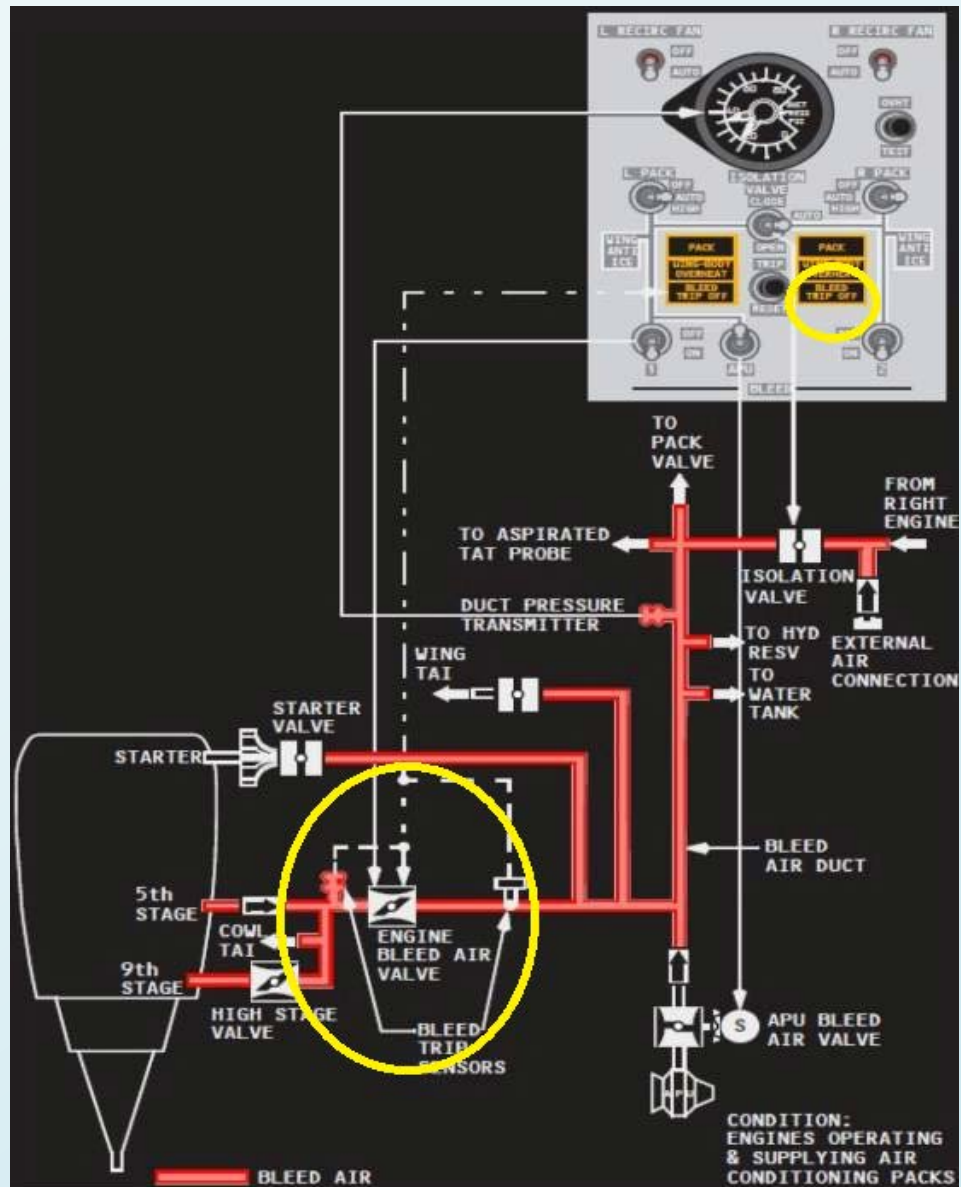 L RECIRC FAN
R RECIRC FAN
OFF
AUTO
OFF
AUTO
OVHT
TEST
L PACK
OFF
AUTO
HIGH
ISOLATION
VALVE
CLOSE
AUTO
OPEN
R PACK
OFF
AUTO
HIGH
WING
ANTI
ICE
WING
ANTI
ICE
PACK
WING-BODY
OVERHEAT
BLEED
TRIP OFF
TRIP
PACK
WING-BODY
OVERHEAT
BLEED
TRIP OFF
OFF
ON
1
APU
ON
2
BLEED
TO
PACK
VALVE
FROM
RIGHT
ENGINE
TO ASPIRATED
TAT PROBE
ISOLATION
VALVE
DUCT PRESSURE
TRANSMITTER
TO HYD
RESV
EXTERNAL
AIR
CONNECTION
WING
TAI
TO
WATER
TANK
STARTER
VALVE
STARTER
BLEED
AIR DUCT
5th
STAGE
COWL
TAI
ENGINE
BLEED AIR
VALVE
9th
STAGE
HIGH STAGE
VALVE
BLEED
TRIP
SENSORS
S
APU BLEED
AIR VALVE
APU
CONDITION:
ENGINES OPERATING
& SUPPLYING AIR
CONDITIONING PACKS
BLEED AIR